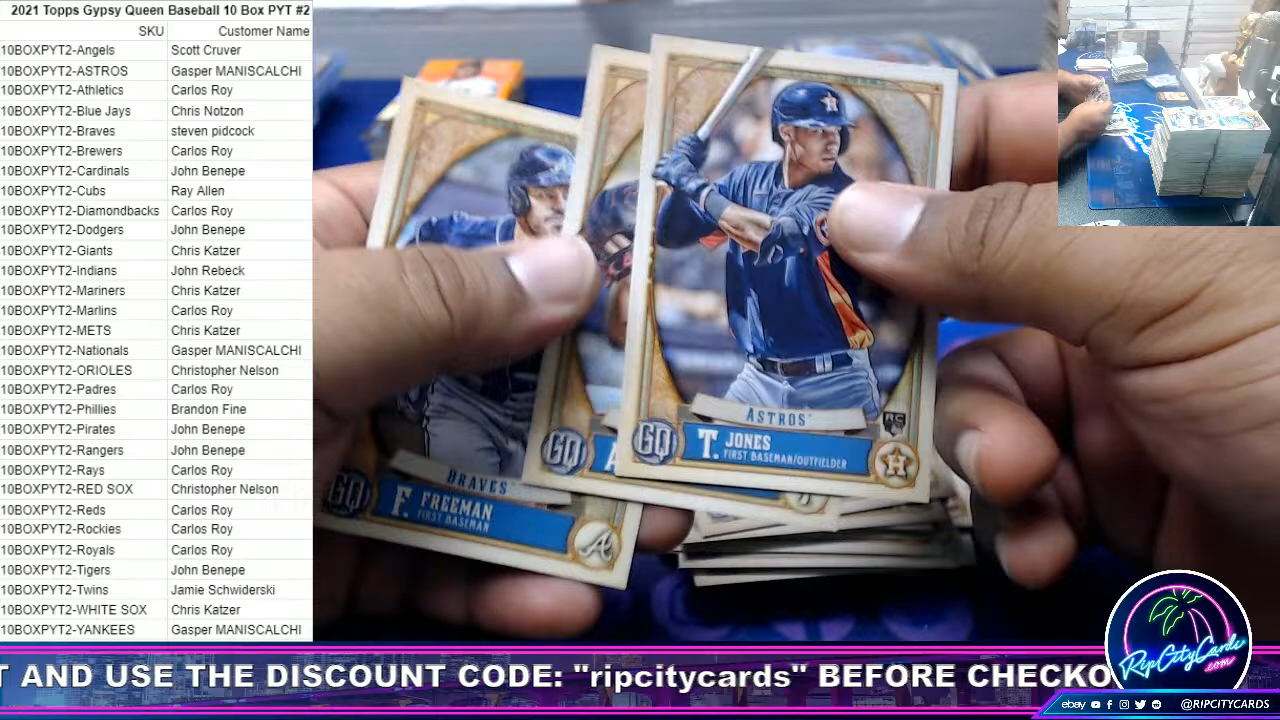 2021 Topps Gypsy Queen Baseball 10 Box PYT #2
SKU Customer Name
10BOXPYT2-Angels Scott Cruver
10BOXPYT2-ASTROS Gasper MANISCALCHI
10BOXPYT2-Athletics Carlos Roy
10BOXPYT2-Blue Jays Chris Notzon
10BOXPYT2-Braves steven pidcock
10BOXPYT2-Brewers Carlos Roy
10BOXPYT2-Cardinals John Benepe
10BOXPYT2-Cubs Ray Allen
10BOXPYT2-Diamondbacks Carlos Roy
10BOXPYT2-Dodgers John Benepe
10BOXPYT2-Giants Chris Katzer
10BOXPYT2-Indians John Rebeck
10BOXPYT2-Mariners Chris Katzer
10BOXPYT2-Marlins Carlos Roy
10BOXPYT2-METS Chris Katzer
10BOXPYT2-Nationals Gasper MANISCALCHI
10BOXPYT2-ORIOLES Christopher Nelson
10BOXPYT2-Padres Carlos Roy
10BOXPYT2-Phillies Brandon Fine
10BOXPYT2-Pirates John Benepe
10BOXPYT2-Rangers John Benepe
10BOXPYT2-Rays Carlos Roy
10BOXPYT2-RED SOX Christopher Nelson
10BOXPYT2-Reds Carlos Roy
10BOXPYT2-Rockies Carlos Roy
10BOXPYT2-Royals Carlos Roy
10BOXPYT2-Tigers John Benepe
10BOXPYT2-Twins Jamie Schwiderski
10BOXPYT2-WHITE SOX Chris Katzer
10BOXPYT2-YANKEES Gasper MANISCALCHI
BRAVES
GQ F. FREEMAN
FIRST BASEMAN
A
GQ A
ASTROS
RC
GQ T. JONES
FIRST BASEMAN/OUTFIELDER
H
T AND USE THE DISCOUNT CODE: "ripcitycards" BEFORE CHECKO
RipCityCards
.com
ebay @RIPCITYCARDS